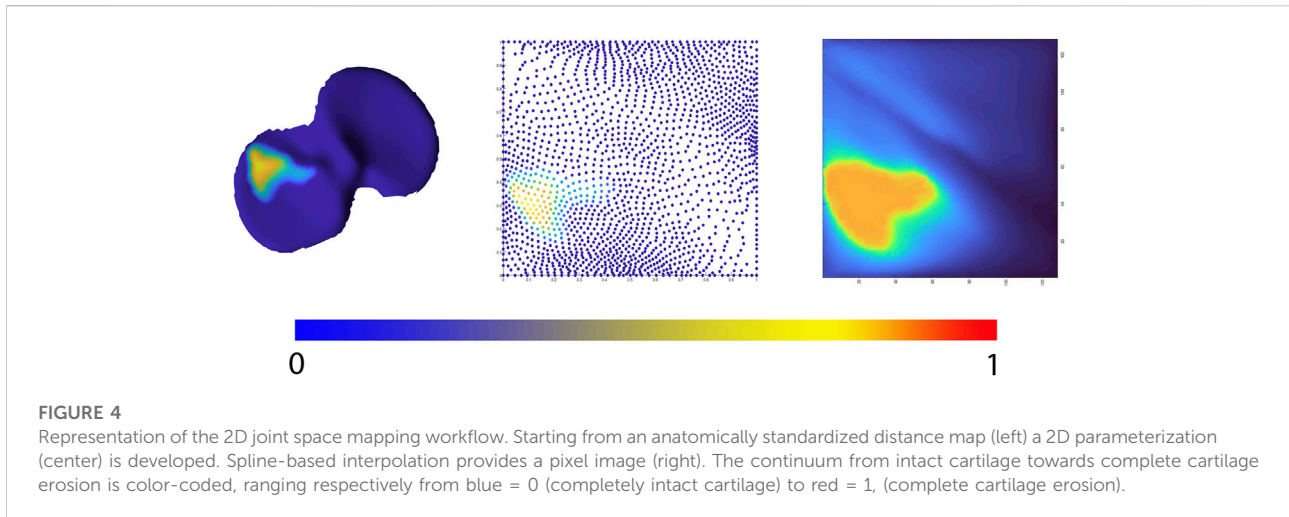 0 1
FIGURE 4
Representation of the 2D joint space mapping workflow. Starting from an anatomically standardized distance map (left) a 2D parameterization
(center) is developed. Spline-based interpolation provides a pixel image (right). The continuum from intact cartilage towards complete cartilage
erosion is color-coded, ranging respectively from blue = 0 (completely intact cartilage) to red = 1, (complete cartilage erosion).